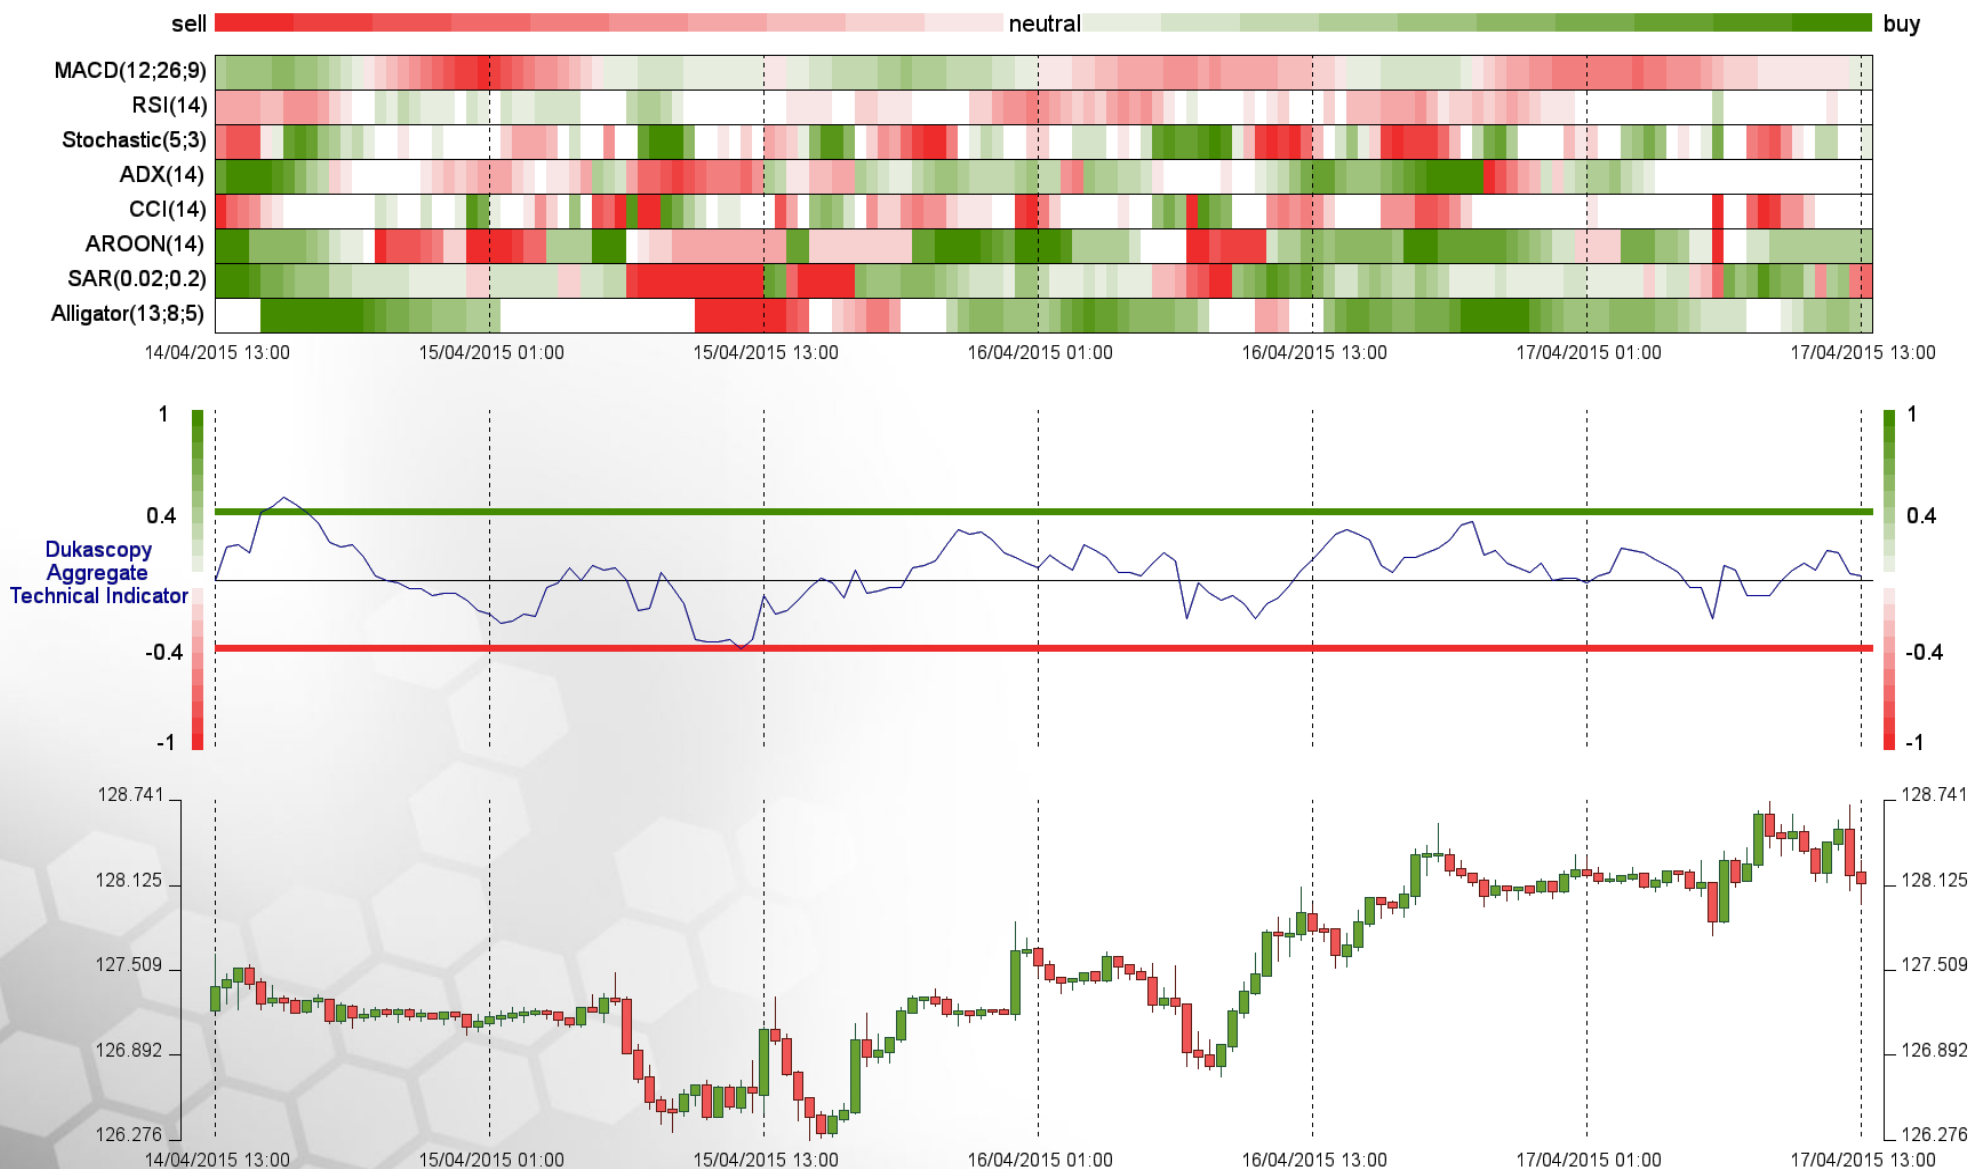 sell neutral buy
MACD(12;26;9)
RSI(14)
Stochastic(5;3)
ADX(14)
CCI(14)
AROON(14)
SAR(0.02;0.2)
Alligator(13;8;5)
14/04/2015 13:00 15/04/2015 01:00 15/04/2015 13:00 16/04/2015 01:00 16/04/2015 13:00 17/04/2015 01:00 17/04/2015 13:00
1 1
0.4 0.4
Dukascopy
Aggregate
Technical Indicator
-0.4 -0.4
-1 -1
128.741 128.741
128.125 128.125
127.509 127.509
126.892 126.892
126.276 126.276
14/04/2015 13:00 15/04/2015 01:00 15/04/2015 13:00 16/04/2015 01:00 16/04/2015 13:00 17/04/2015 01:00 17/04/2015 13:00